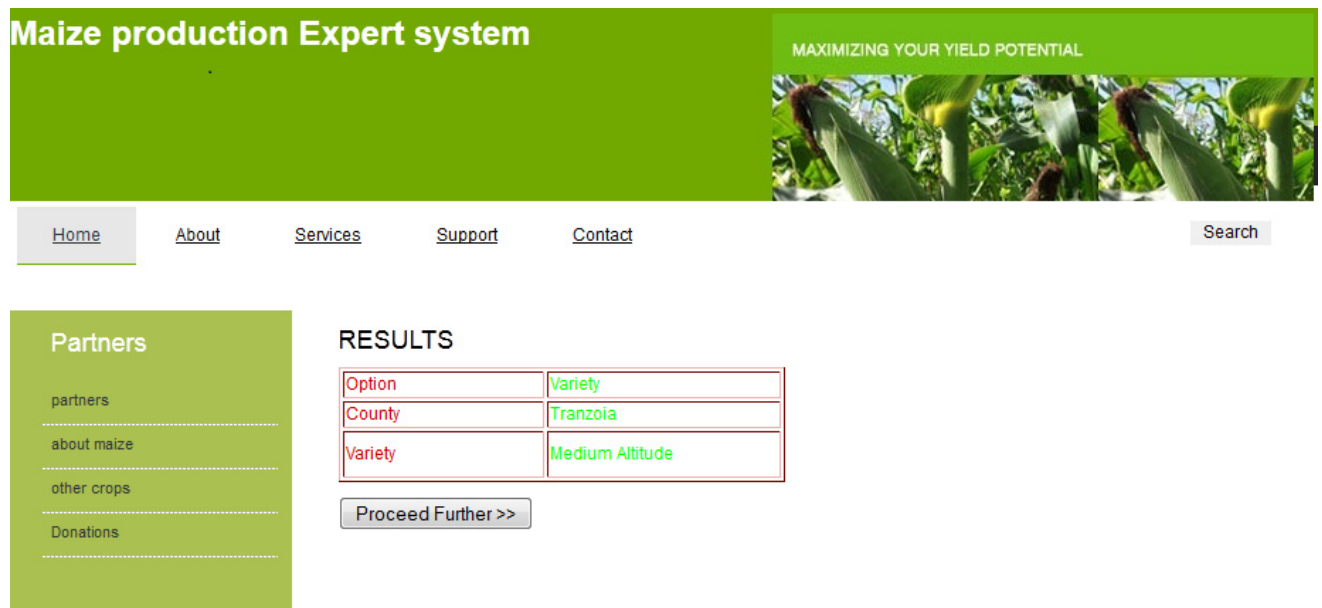 Maize production Expert system
MAXIMIZING YOUR YIELD POTENTIAL
Home About Services Support Contact Search
Partners
partners
about maize
other crops
Donations
RESULTS
Option Variety
County Tranzoia
Variety Medium Altitude
Proceed Further >>